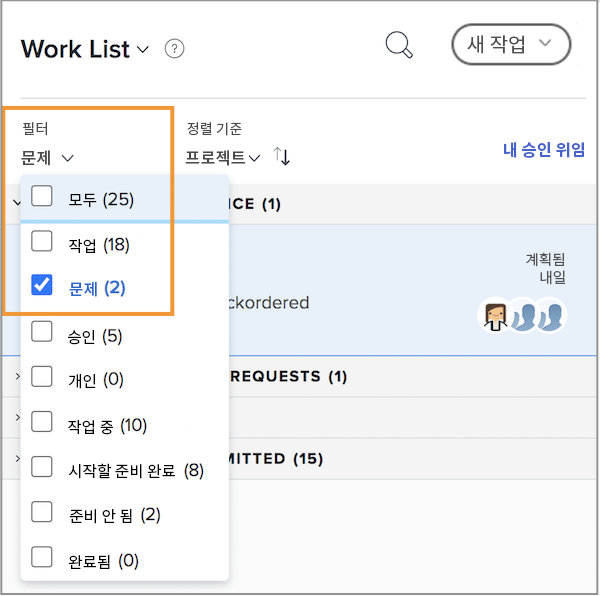 Work List ?
새 작업
필터
정렬 기준
문제
프로젝트
내 승인 위임
모두 (25)
(1)
작업 (18)
문제 (2)
계획됨
내일
ckordered
승인 (5)
개인 (0)
REQUESTS (1)
작업 중 (10)
시작할 준비 완료 (8)
MITTED (15)
준비 안 됨 (2)
완료됨 (0)